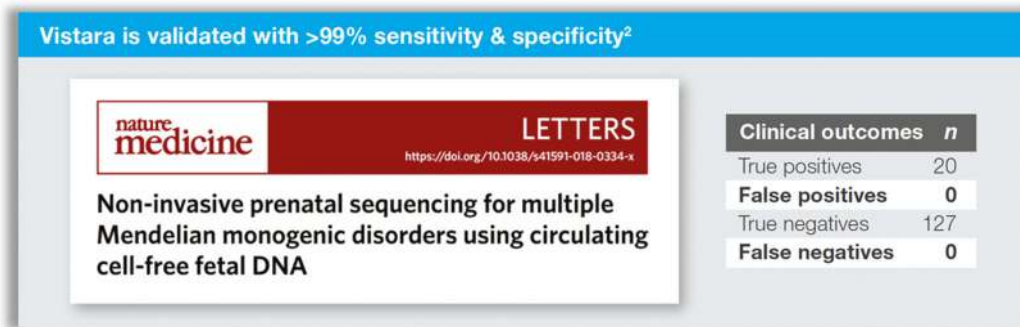 Vistara is validated with >99% sensitivity & specificity²
nature
medicine
LETTERS
https://doi.org/10.1038/s41591-018-0334-x
Non-invasive prenatal sequencing for multiple
Mendelian monogenic disorders using circulating
cell-free fetal DNA
Clinical outcomes n
True positives 20
False positives 0
True negatives 127
False negatives 0